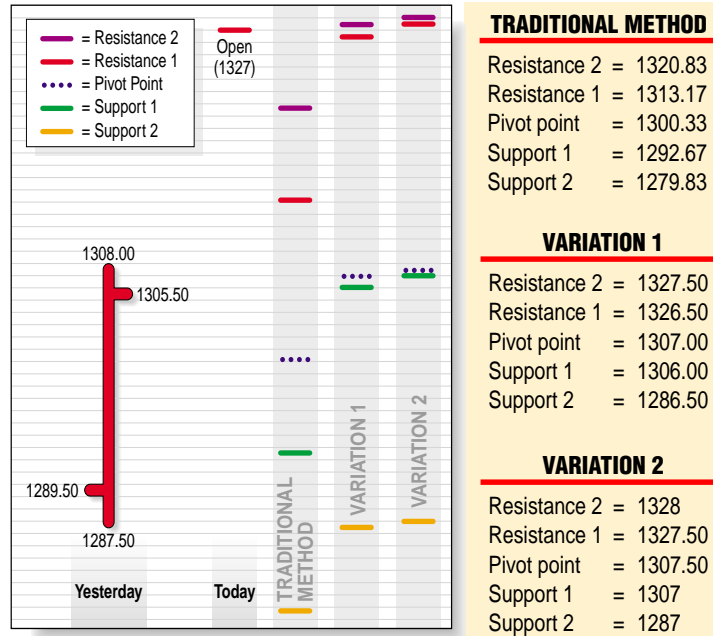 = Resistance 2
= Resistance 1
= Pivot Point
= Support 1
= Support 2
Open
(1327)
1308.00
1305.50
1289.50
1287.50
Yesterday
Today
TRADITIONAL
METHOD
VARIATION 1
VARIATION 2
TRADITIONAL METHOD
Resistance 2 = 1320.83
Resistance 1 = 1313.17
Pivot point = 1300.33
Support 1 = 1292.67
Support 2 = 1279.83
VARIATION 1
Resistance 2 = 1327.50
Resistance 1 = 1326.50
Pivot point = 1307.00
Support 1 = 1306.00
Support 2 = 1286.50
VARIATION 2
Resistance 2 = 1328
Resistance 1 = 1327.50
Pivot point = 1307.50
Support 1 = 1307
Support 2 = 1287